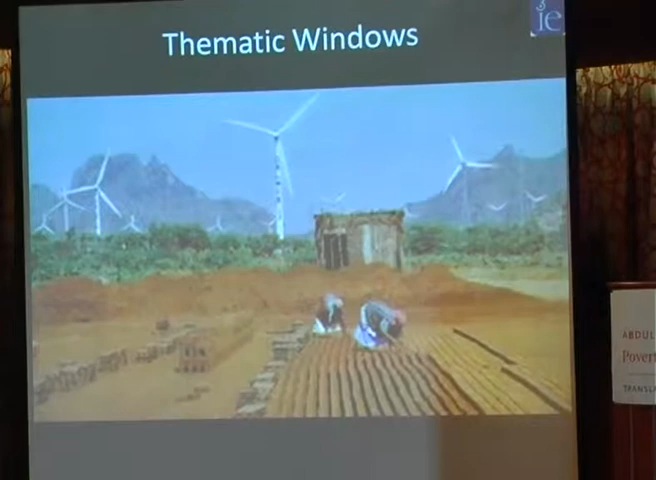 Thematic Windows
ie
ABDUL
Povert
TRANSLA